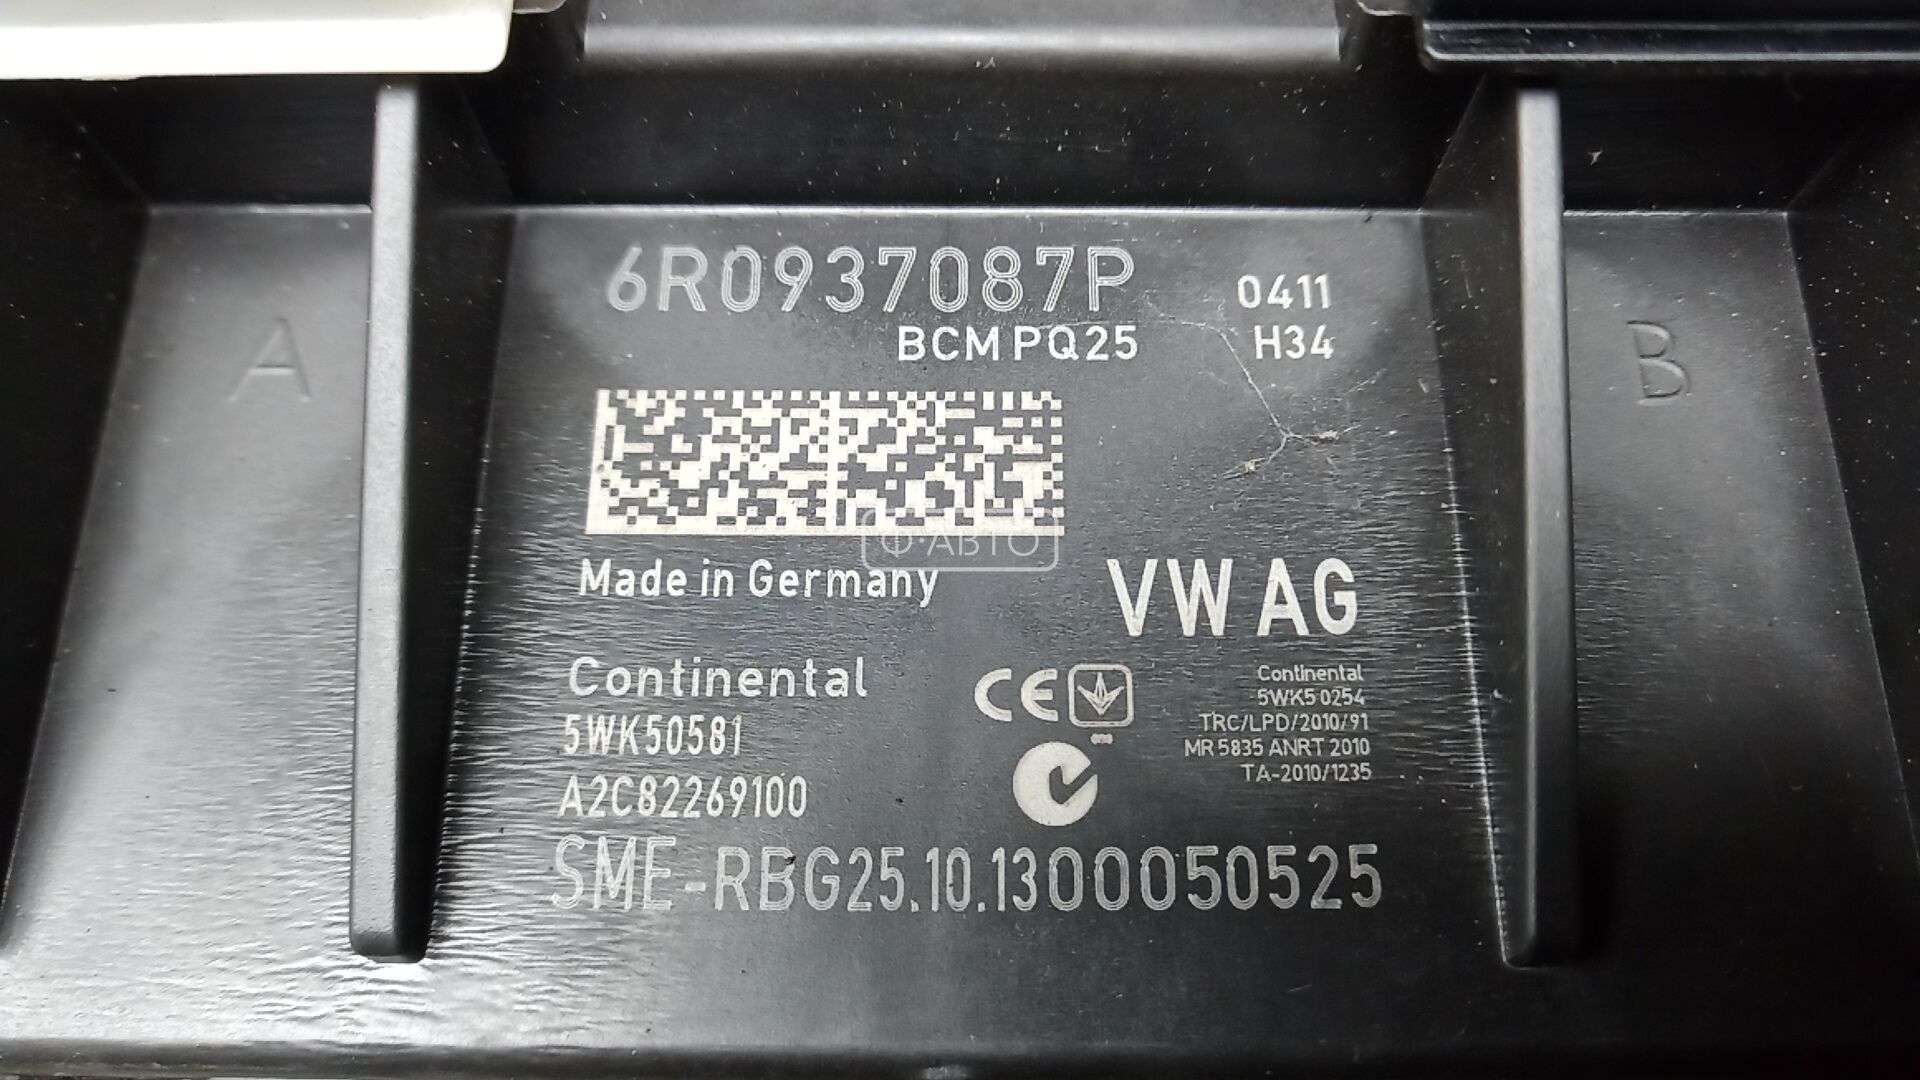 6R0937087P
0411
BCM PQ25
H34
A
B
Ф·АВТО
Made in Germany
VW AG
Continental
5WK50581
A2C82269100
CE
Continental
5WK5 0254
TRC/LPD/2010/91
MR 5835 ANRT 2010
TA-2010/1235
SME-RBG25.10.1300050525